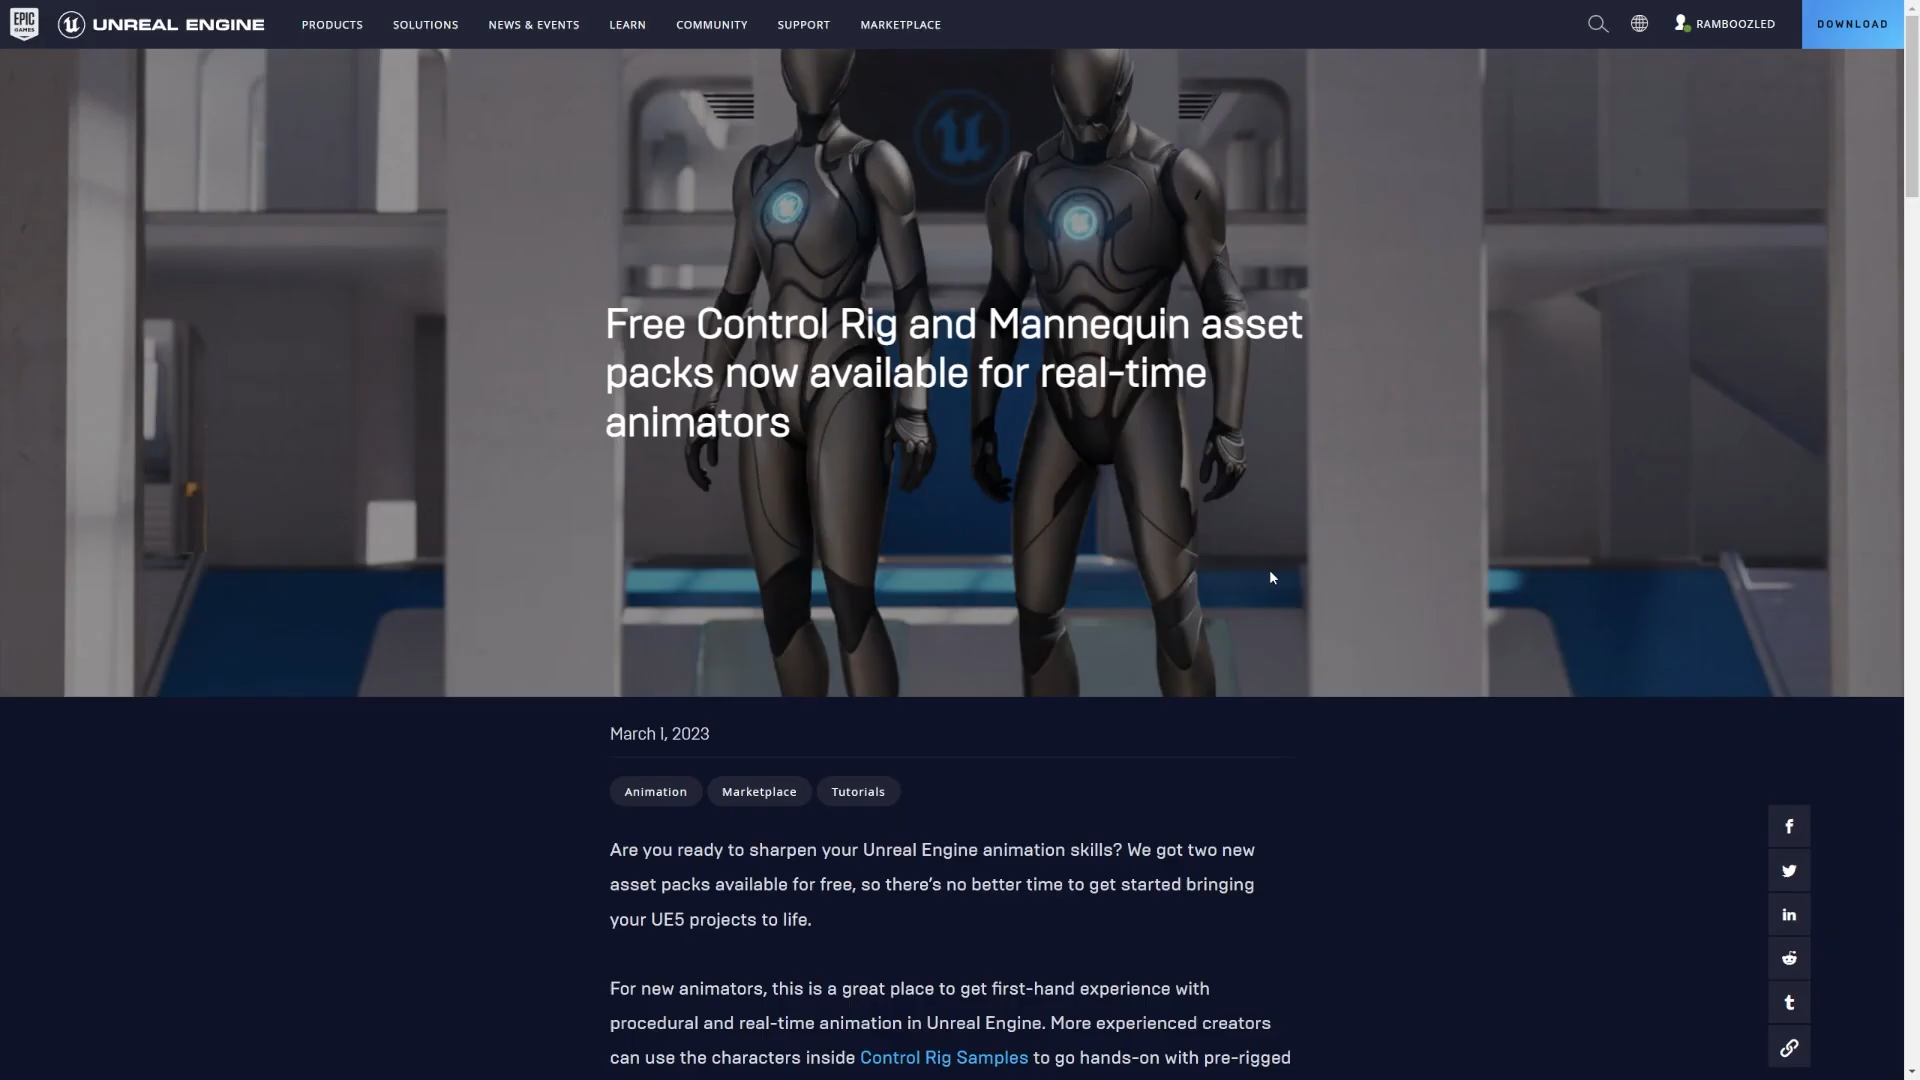 EPIC GAMES
UNREAL ENGINE
PRODUCTS
SOLUTIONS
NEWS & EVENTS
LEARN
COMMUNITY
SUPPORT
MARKETPLACE
RAMBOOZLED
DOWNLOAD
Free Control Rig and Mannequin asset
packs now available for real-time
animators
March 1, 2023
Animation
Marketplace
Tutorials
Are you ready to sharpen your Unreal Engine animation skills? We got two new
asset packs available for free, so there’s no better time to get started bringing
your UE5 projects to life.
For new animators, this is a great place to get first-hand experience with
procedural and real-time animation in Unreal Engine. More experienced creators
can use the characters inside Control Rig Samples to go hands-on with pre-rigged